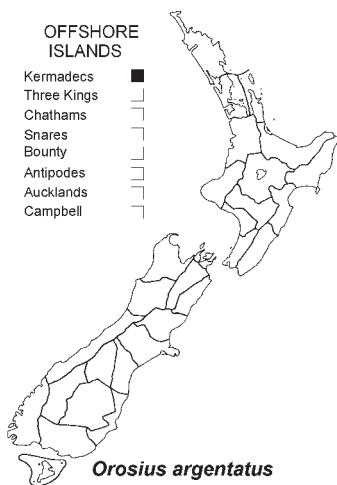 OFFSHORE
ISLANDS
Kermadecs
Three Kings
Chathams
Snares
Bounty
Antipodes
Aucklands
Campbell
Orosius argentatus